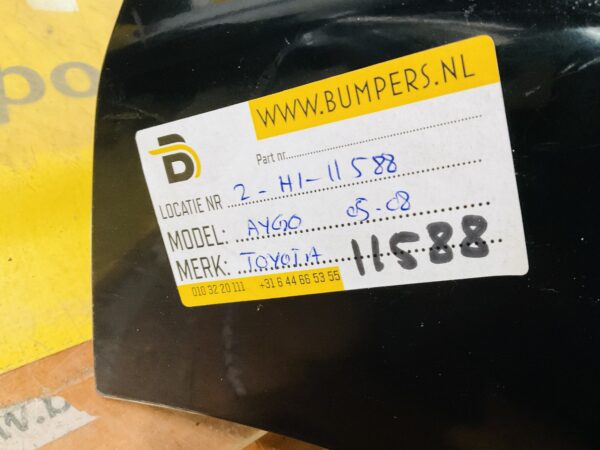 WWW.BUMPERS.NL
Part nr.
LOCATIE NR 2-H1-11588
MODEL: AYGO 05-08
MERK: TOYOTA 11588
010 32 20 111 +31 6 44 66 53 55
po
w.b